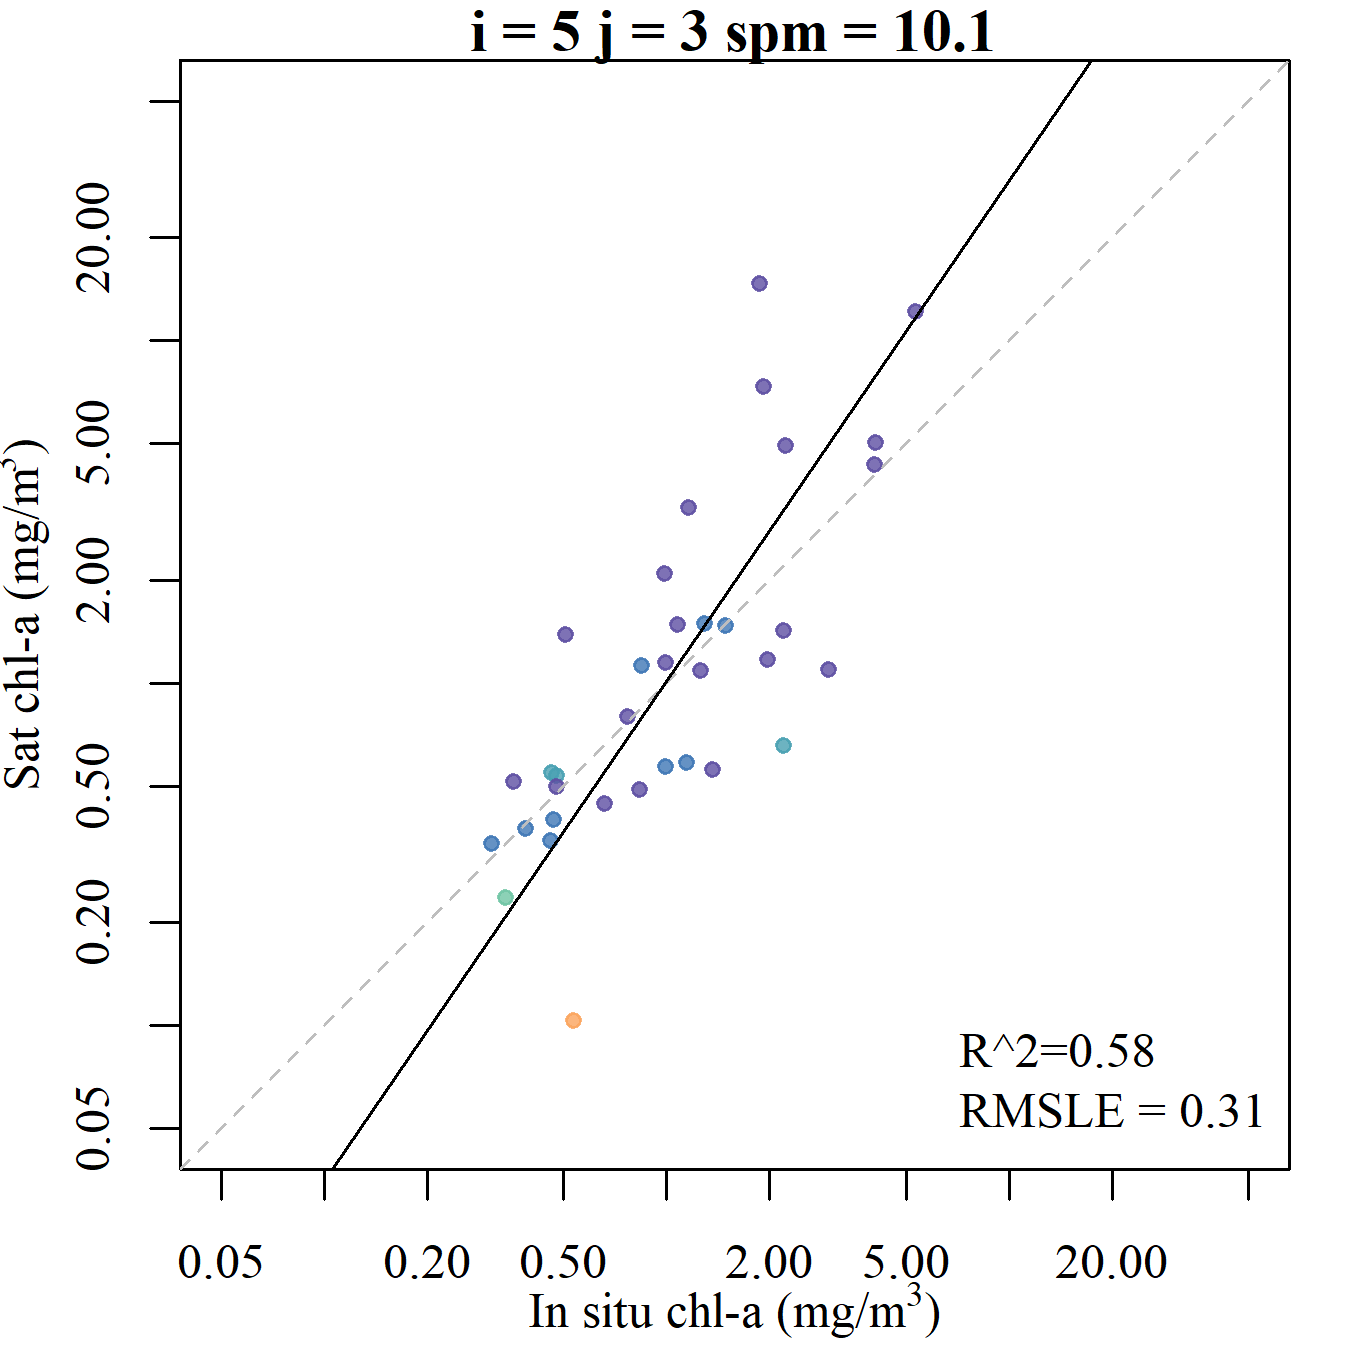 i = 5 j = 3 spm = 10.1
Sat chl-a (mg/m³)
20.00
5.00
2.00
0.50
0.20
0.05
R^2=0.58
RMSLE = 0.31
0.05 0.20 0.50 2.00 5.00 20.00
In situ chl-a (mg/m³)